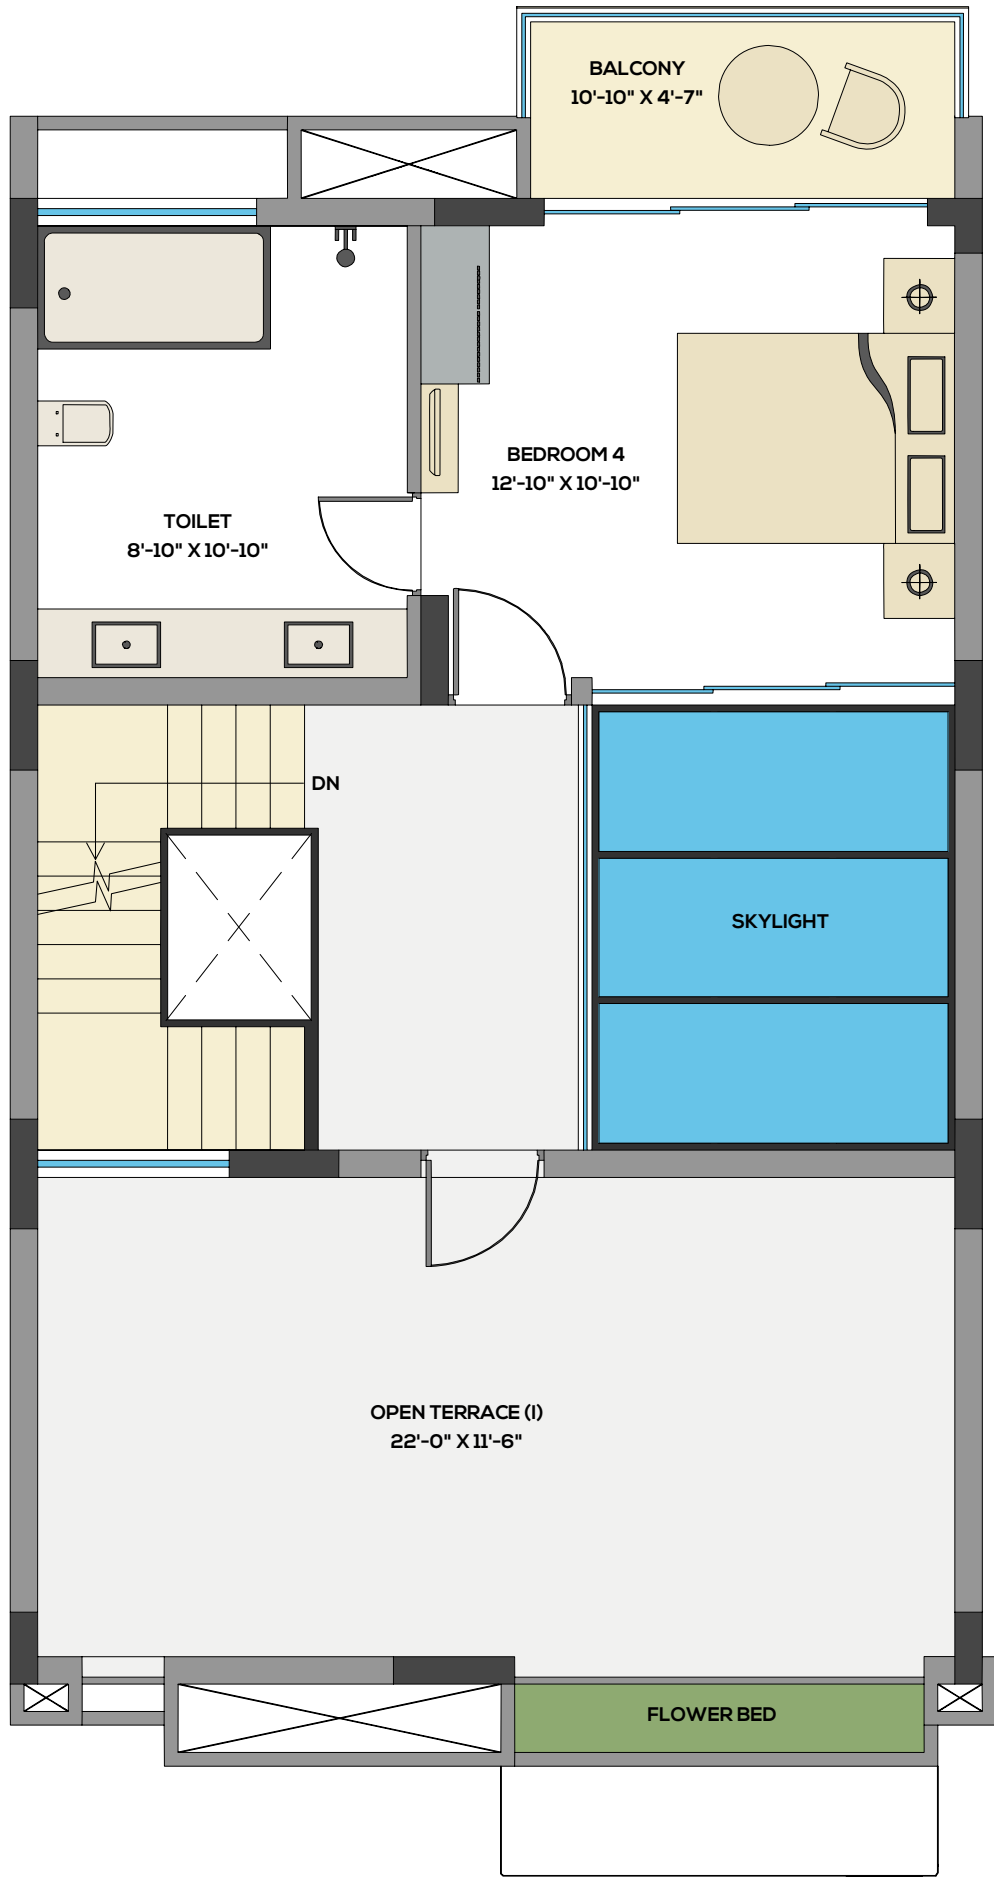 BALCONY
10'-10" X 4'-7"
BEDROOM 4
12'-10" X 10'-10"
TOILET
8'-10" X 10'-10"
DN
SKYLIGHT
OPEN TERRACE (I)
22'-0" X 11'-6"
FLOWER BED